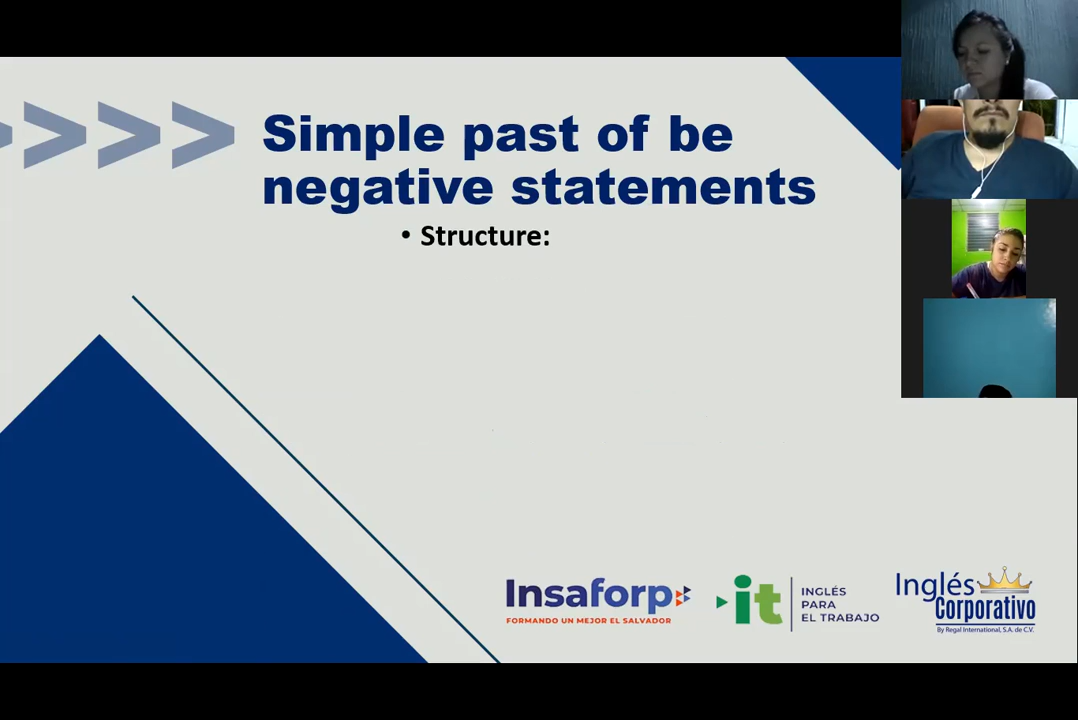 Simple past of be
negative statements
• Structure:
Insaforp
FORMANDO UN MEJOR EL SALVADOR
it
INGLÉS
PARA
EL TRABAJO
Inglés
Corporativo
By Regal International, S.A. de C.V.